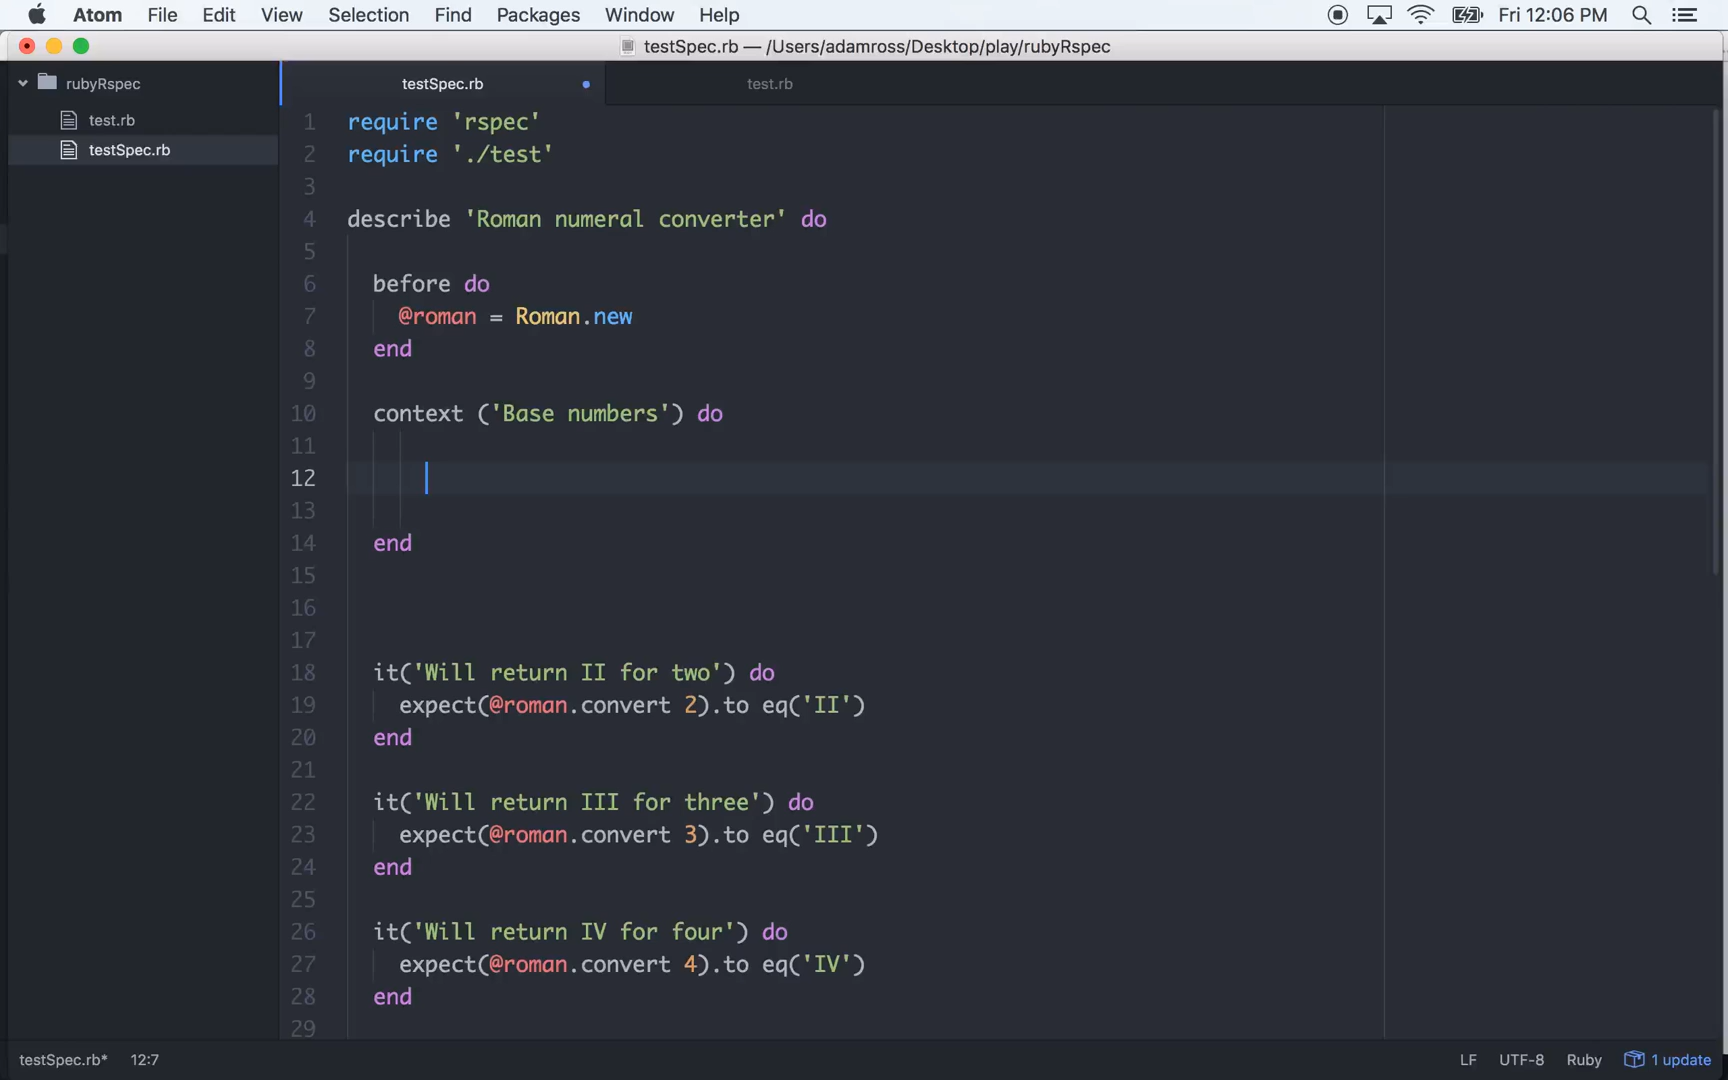 Atom File Edit View Selection Find Packages Window Help Fri 12:06 PM
testSpec.rb — /Users/adamross/Desktop/play/rubyRspec
rubyRspec
test.rb
testSpec.rb
testSpec.rb test.rb
1 require 'rspec'
2 require './test'
3
4 describe 'Roman numeral converter' do
5
6 before do
7 @roman = Roman.new
8 end
9
10 context ('Base numbers') do
11
12
13
14 end
15
16
17
18 it('Will return II for two') do
19 expect(@roman.convert 2).to eq('II')
20 end
21
22 it('Will return III for three') do
23 expect(@roman.convert 3).to eq('III')
24 end
25
26 it('Will return IV for four') do
27 expect(@roman.convert 4).to eq('IV')
28 end
29
testSpec.rb* 12:7 LF UTF-8 Ruby 1 update